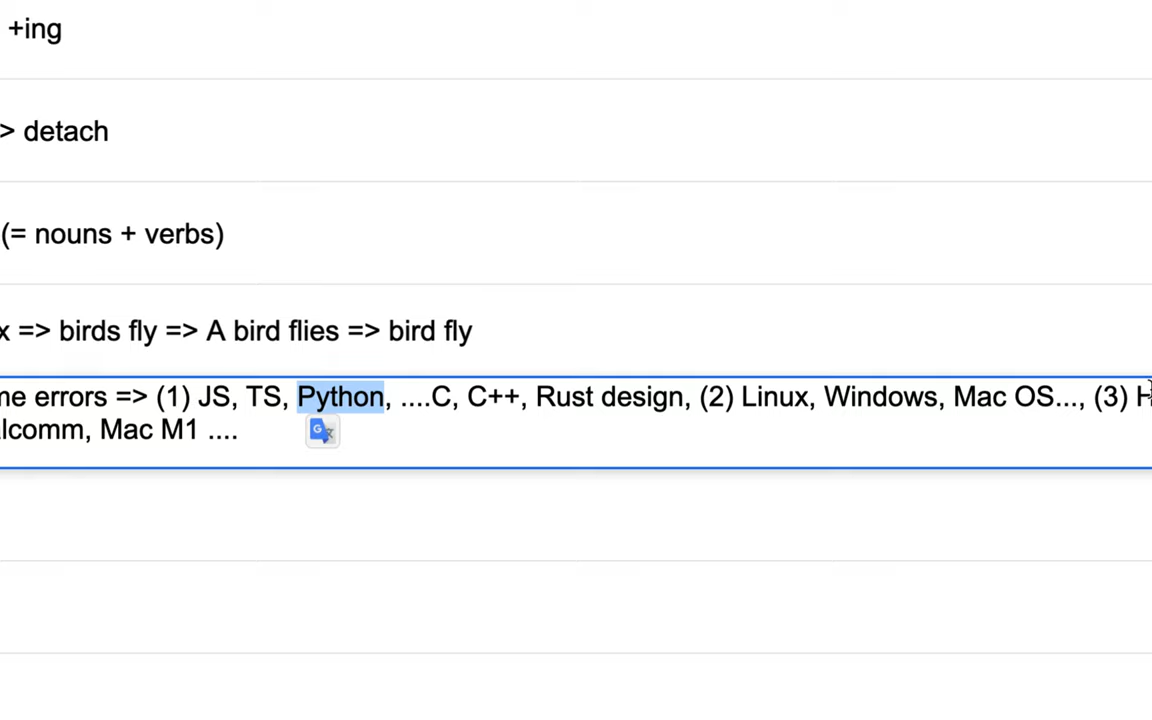 +ing
> detach
(= nouns + verbs)
x => birds fly => A bird flies => bird fly
me errors => (1) JS, TS, Python, ....C, C++, Rust design, (2) Linux, Windows, Mac OS..., (3) H
lcomm, Mac M1 ....